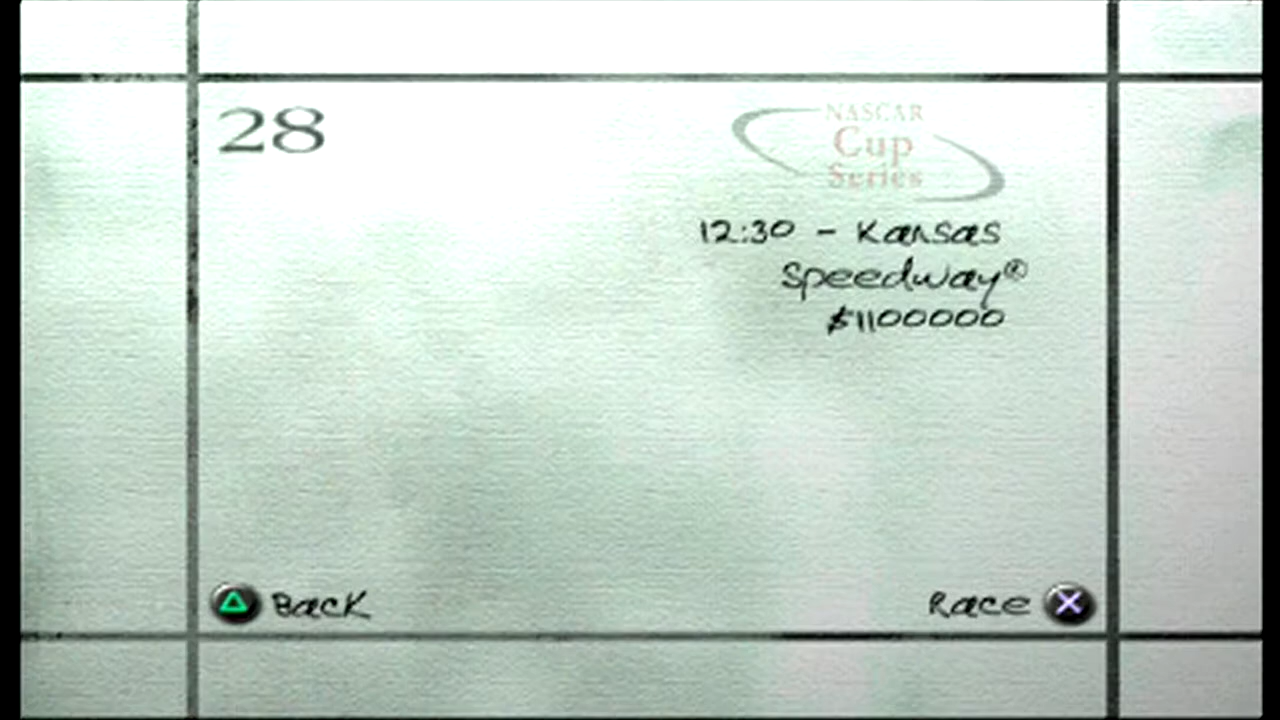 28
NASCAR
Cup
Series
12:30 - Kansas
Speedway®
$1100000
Back
Race